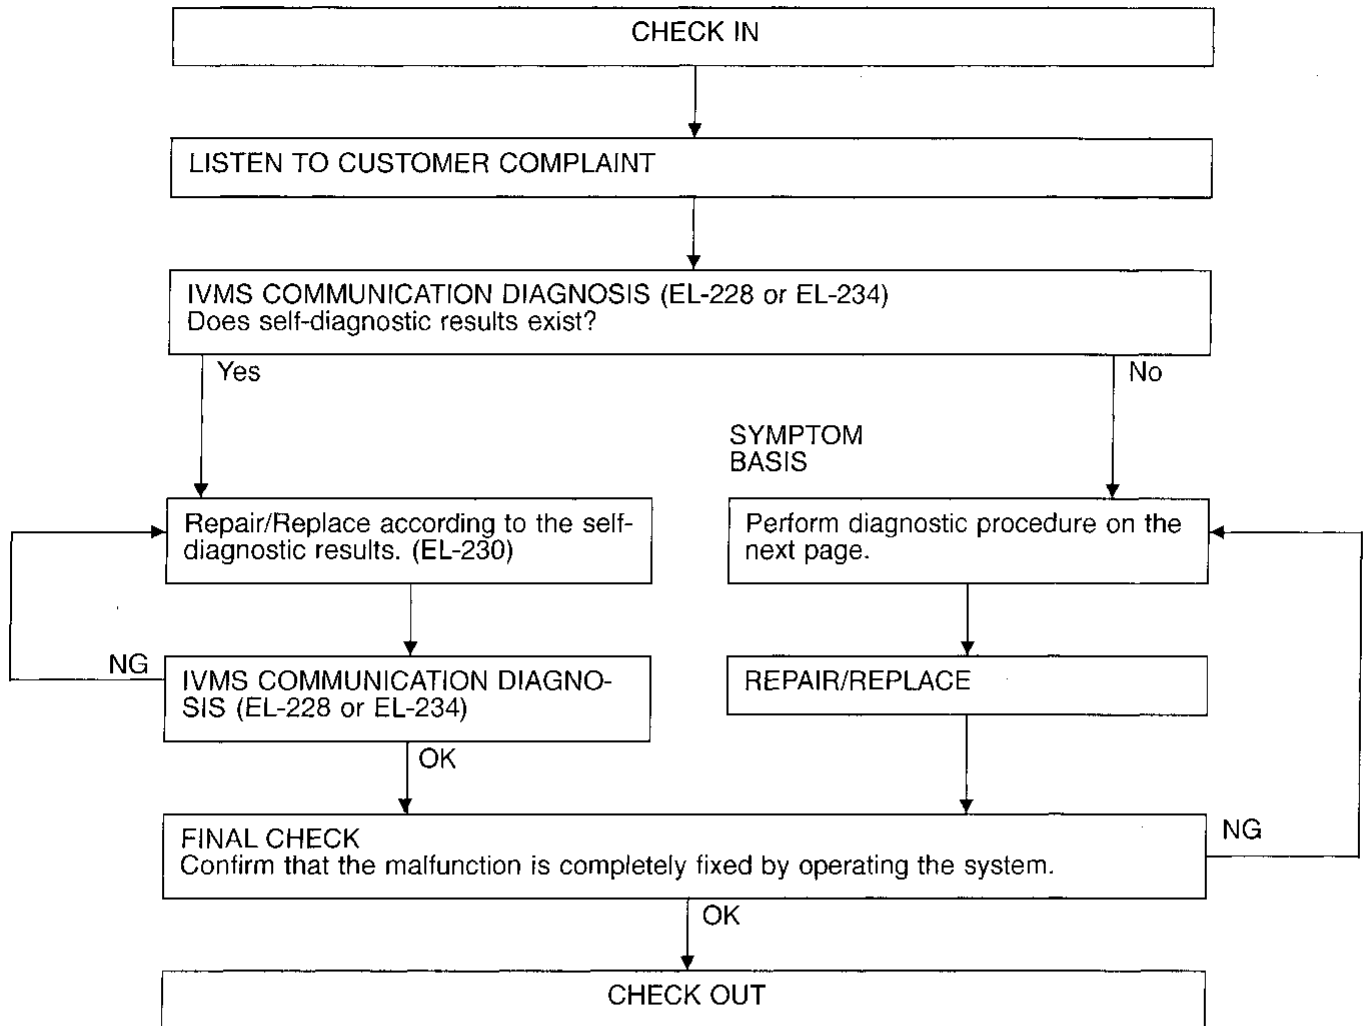 CHECK IN
LISTEN TO CUSTOMER COMPLAINT
IVMS COMMUNICATION DIAGNOSIS (EL-228 or EL-234)
Does self-diagnostic results exist?
Yes
No
SYMPTOM
BASIS
Repair/Replace according to the self-
diagnostic results. (EL-230)
Perform diagnostic procedure on the
next page.
NG
IVMS COMMUNICATION DIAGNO-
SIS (EL-228 or EL-234)
REPAIR/REPLACE
OK
FINAL CHECK
Confirm that the malfunction is completely fixed by operating the system.
NG
OK
CHECK OUT